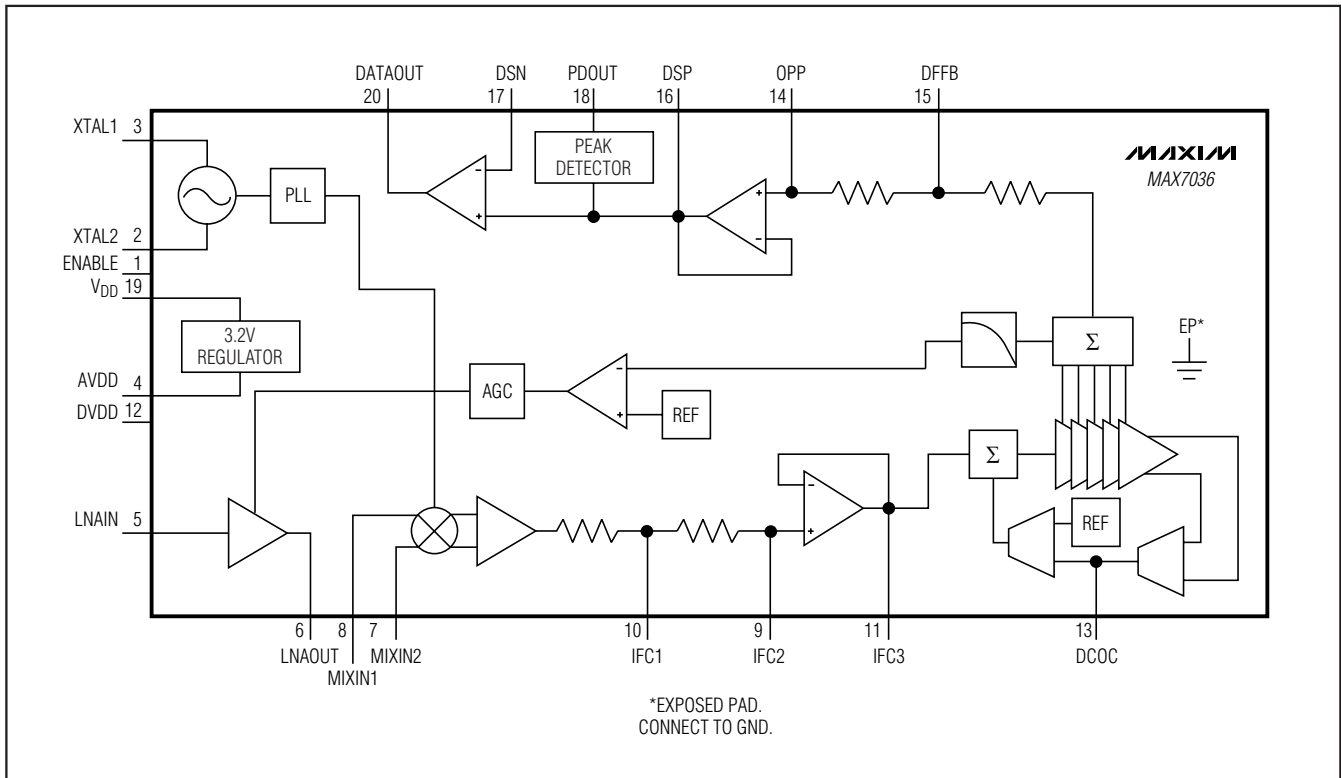 DATAOUT DSN PDOUT DSP OPP DFFB
20 17 18 16 14 15
XTAL1 3
MAXIM
MAX7036
PEAK
DETECTOR
- +
+ -
PLL
XTAL2 2
ENABLE 1
VDD 19
3.2V
REGULATOR
Σ
EP*
AVDD 4
DVDD 12
AGC
-
+
REF
Σ
LNAIN 5
-
+
REF
6 8 7 10 9 11 13
LNAOUT MIXIN2 IFC1 IFC2 IFC3 DCOC
MIXIN1
*EXPOSED PAD.
CONNECT TO GND.